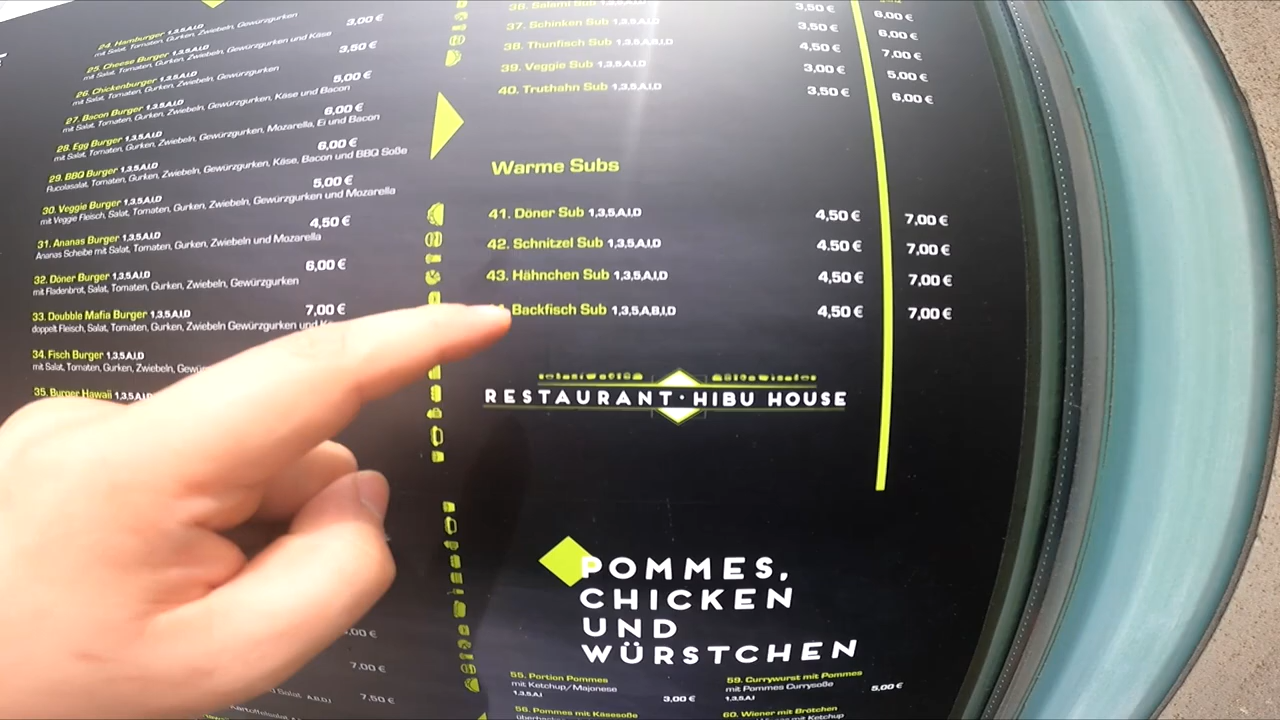 24. Hamburger 1,3,5,A,I,D
mit Salat, Tomaten, Gurken, Zwiebeln, Gewürzgurken
3,00 €
25. Cheese Burger 1,3,5,A,I,D
mit Salat, Tomaten, Gurken, Zwiebeln, Gewürzgurken und Käse
3,50 €
26. Chickenburger 1,3,5,A,I,D
mit Salat, Tomaten, Gurken, Zwiebeln, Gewürzgurken
5,00 €
27. Bacon Burger 1,3,5,A,I,D
mit Salat, Tomaten, Gurken, Zwiebeln, Gewürzgurken, Käse und Bacon
6,00 €
28. Egg Burger 1,3,5,A,I,D
mit Salat, Tomaten, Gurken, Zwiebeln, Gewürzgurken, Mozarella, Ei und Bacon
6,00 €
29. BBQ Burger 1,3,5,A,I,D
Rucolasalat, Tomaten, Gurken, Zwiebeln, Gewürzgurken, Käse, Bacon und BBQ Soße
5,00 €
30. Veggie Burger 1,3,5,A,I,D
mit Veggie Fleisch, Salat, Tomaten, Gurken, Zwiebeln, Gewürzgurken und Mozarella
4,50 €
31. Ananas Burger 1,3,5,A,I,D
Ananas Scheibe mit Salat, Tomaten, Gurken, Zwiebeln und Mozarella
6,00 €
32. Döner Burger 1,3,5,A,I,D
mit Fladenbrot, Salat, Tomaten, Gurken, Zwiebeln, Gewürzgurken
7,00 €
33. Doubble Mafia Burger 1,3,5,A,I,D
doppelt Fleisch, Salat, Tomaten, Gurken, Zwiebeln Gewürzgurken und
34. Fisch Burger 1,3,5,A,I,D
mit Salat, Tomaten, Gurken, Zwiebeln,
35. Burger Hawaii 1,3,5,A,I,D
,00 €
7,00 €
Salat A,B,D,J
7,50 €
Kartoffelsalat
36. Salami Sub 3,50 € 6,00 €
37. Schinken Sub 1,3,5,A,I,D 3,50 € 6,00 €
38. Thunfisch Sub 1,3,5,A,B,I,D 4,50 € 7,00 €
39. Veggie Sub 1,3,5,A,I,D 3,00 € 5,00 €
40. Truthahn Sub 1,3,5,A,I,D 3,50 € 6,00 €
Warme Subs
41. Döner Sub 1,3,5,A,I,D 4,50 € 7,00 €
42. Schnitzel Sub 1,3,5,A,I,D 4.50 € 7,00 €
43. Hähnchen Sub 1,3,5,A,I,D 4,50 € 7,00 €
Backfisch Sub 1,3,5,A,B,I,D 4,50 € 7,00 €
RESTAURANT · HIBU HOUSE
POMMES,
CHICKEN
UND
WÜRSTCHEN
55. Portion Pommes
mit Ketchup/Majonese
1,3,5,A,I
3,00 €
56. Pommes mit Käsesoße
59. Currywurst mit Pommes
mit Pommes Currysoße
1,3,5,A,I
5,00 €
60. Wiener mit Brötchen
mit Ketchup